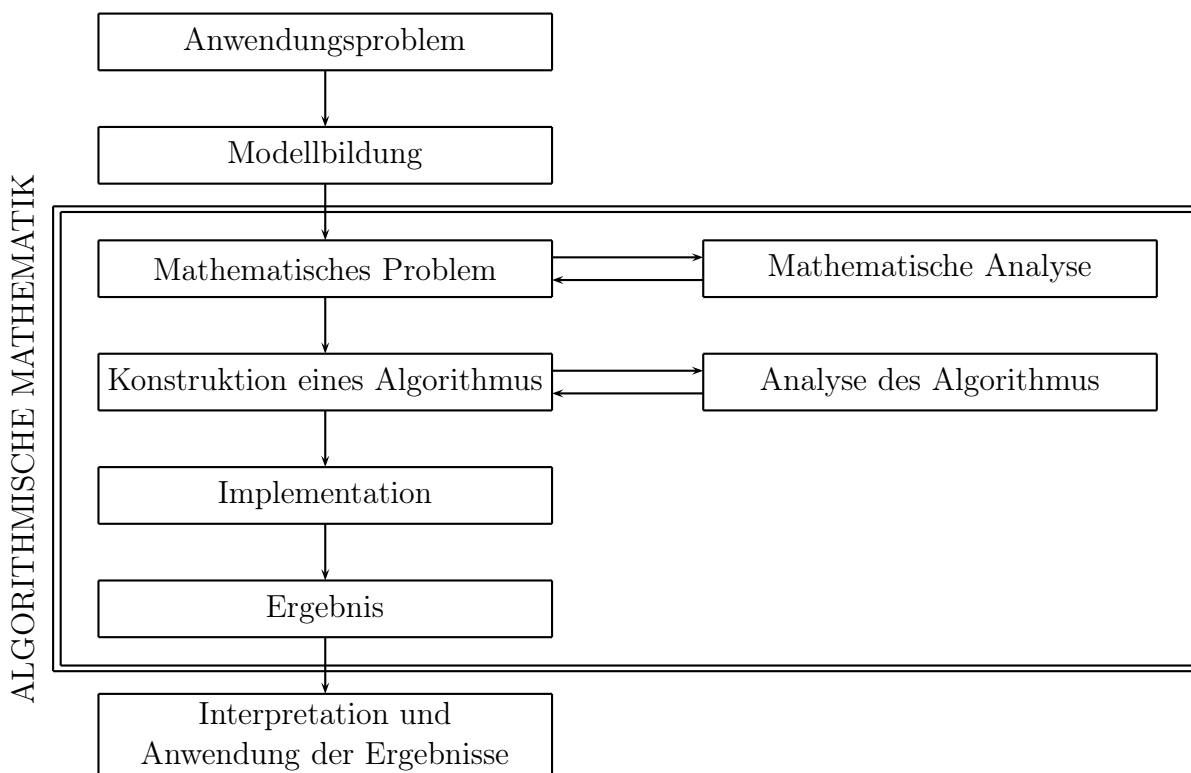 Anwendungsproblem
Modellbildung
ALGORITHMISCHE MATHEMATIK
Mathematisches Problem
Mathematische Analyse
Konstruktion eines Algorithmus
Analyse des Algorithmus
Implementation
Ergebnis
Interpretation und
Anwendung der Ergebnisse